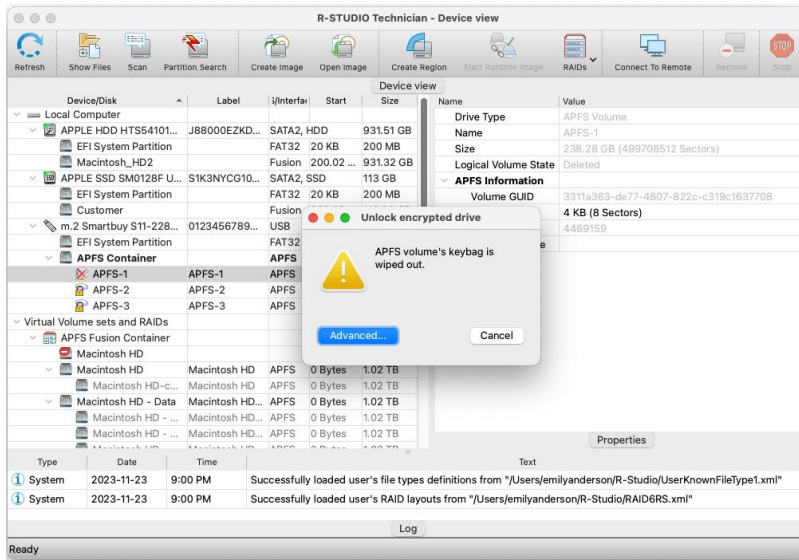 R-STUDIO Technician - Device view
Refresh Show Files Scan Partition Search Create Image Open Image Create Region Start Runtime Image RAIDs Connect To Remote Remove Stop
STOP
Device view
Device/Disk Label Start Size
Local Computer
APPLE HDD HTS54101... J88000EZKD... SATA2, HDD 931.51 GB
EFI System Partition FAT32 20 KB 200 MB
Macintosh_HD2 Fusion 200.02 ... 931.32 GB
APPLE SSD SM0128F U... S1K3NYCG10... SATA2, SSD 113 GB
EFI System Partition FAT32 20 KB 200 MB
Customer Fusion
m.2 Smartbuy S11-228... 0123456789... USB
EFI System Partition FAT32
APFS Container APFS
APFS-1 APFS-1 APFS
APFS-2 APFS-2 APFS
APFS-3 APFS-3 APFS
Virtual Volume sets and RAIDs
APFS Fusion Container
Macintosh HD
Macintosh HD Macintosh HD APFS 0 Bytes 1.02 TB
Macintosh HD-c... Macintosh HD APFS 0 Bytes 1.02 TB
Macintosh HD - Data Macintosh HD... APFS 0 Bytes 1.02 TB
Macintosh HD - ... Macintosh HD... APFS 0 Bytes 1.02 TB
Macintosh HD - ... Macintosh HD... APFS 0 Bytes 1.02 TB
Name Value
Drive Type APFS Volume
Name APFS-1
Size 238.28 GB (499708512 Sectors)
Logical Volume State Deleted
APFS Information
Volume GUID 3311a363-de77-4807-822c-c319c1637708
4 KB (8 Sectors)
4469159
Unlock encrypted drive
APFS volume's keybag is
wiped out.
Advanced... Cancel
Properties
Type Date Time Text
System 2023-11-23 9:00 PM Successfully loaded user's file types definitions from "/Users/emilyanderson/R-Studio/UserKnownFileType1.xml"
System 2023-11-23 9:00 PM Successfully loaded user's RAID layouts from "/Users/emilyanderson/R-Studio/RAID6RS.xml"
Log
Ready